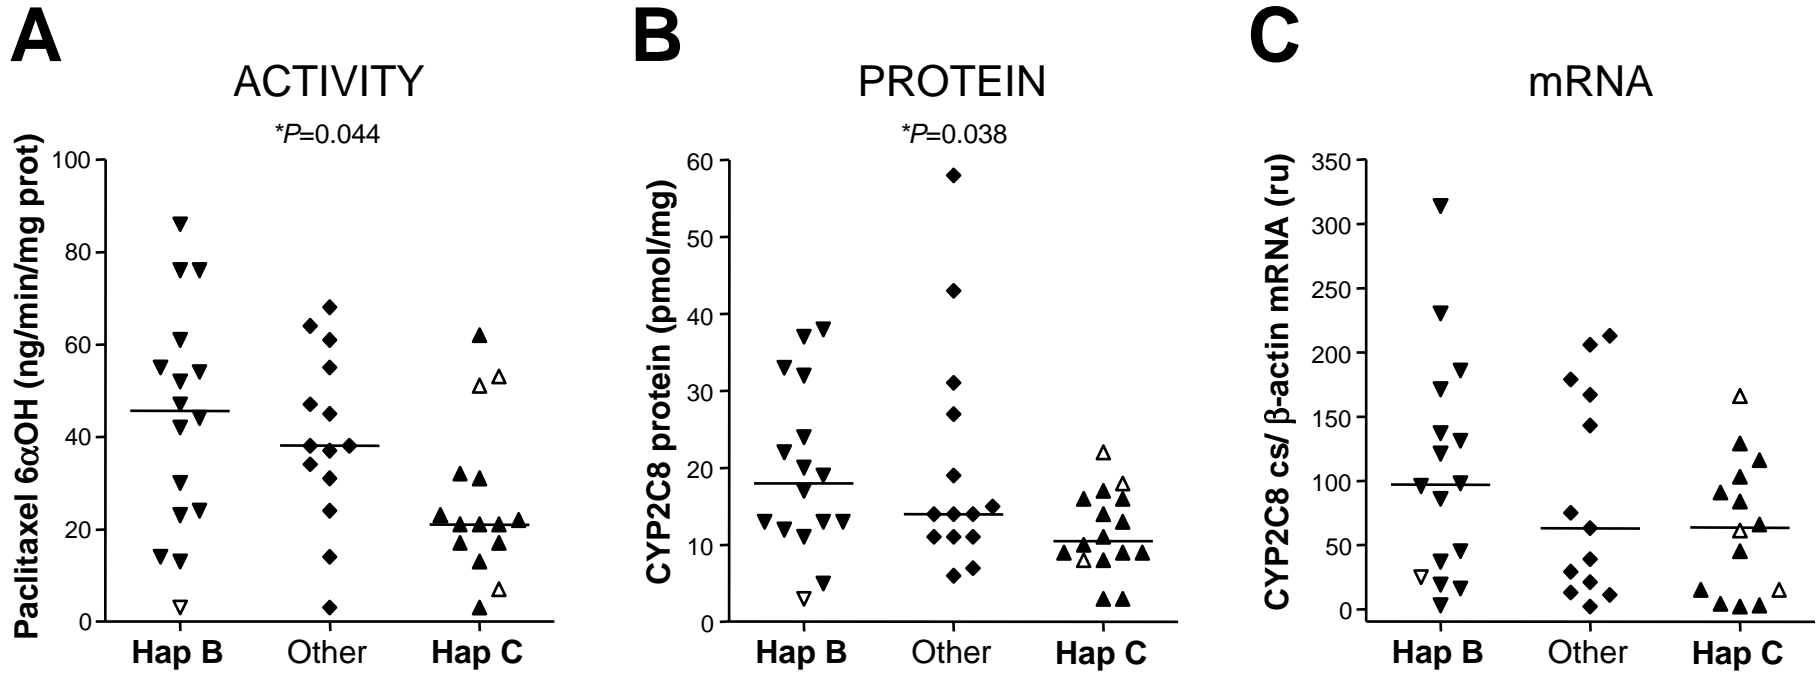 A
ACTIVITY
*P=0.044
Paclitaxel 6αOH (ng/min/mg prot)
100
80
60
40
20
0
Hap B
Other
Hap C
B
PROTEIN
*P=0.038
CYP2C8 protein (pmol/mg)
60
50
40
30
20
10
0
Hap B
Other
Hap C
C
mRNA
CYP2C8 cs/ β-actin mRNA (ru)
350
300
250
200
150
100
50
0
Hap B
Other
Hap C